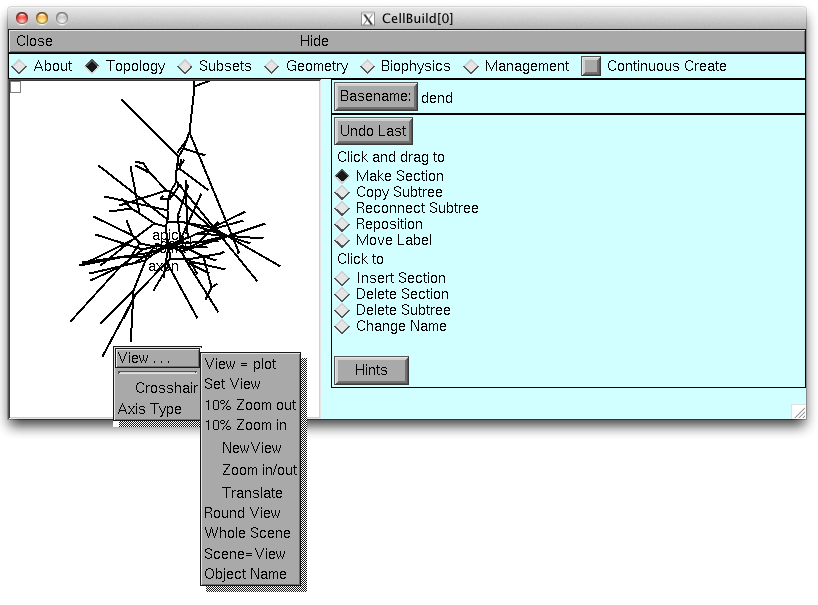 CellBuild[0]
Close Hide
About Topology Subsets Geometry Biophysics Management Continuous Create
Basename: dend
Undo Last
Click and drag to
Make Section
Copy Subtree
Reconnect Subtree
Reposition
Move Label
Click to
Insert Section
Delete Section
Delete Subtree
Change Name
Hints
axon
View . . .
Crosshair
Axis Type
View = plot
Set View
10% Zoom out
10% Zoom in
NewView
Zoom in/out
Translate
Round View
Whole Scene
Scene=View
Object Name